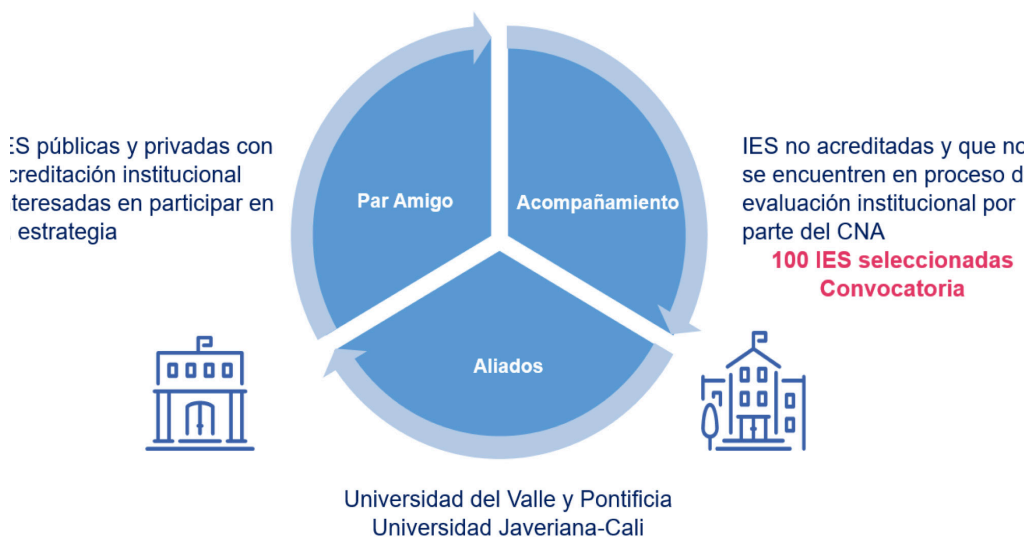 ES públicas y privadas con
creditación institucional
nteresadas en participar en
estrategia
Par Amigo
Acompañamiento
IES no acreditadas y que no
se encuentren en proceso d
evaluación institucional por
parte del CNA
100 IES seleccionadas
Convocatoria
Aliados
Universidad del Valle y Pontificia
Universidad Javeriana-Cali